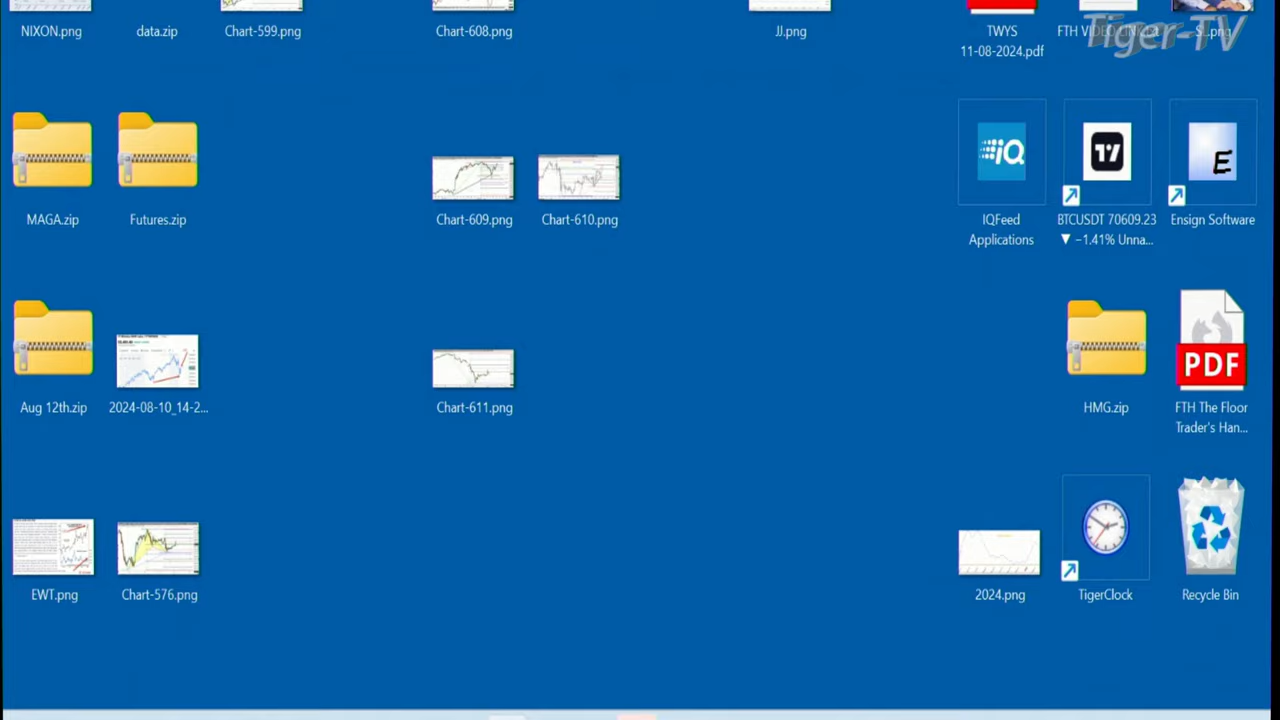 NIXON.png
data.zip
Chart-599.png
Chart-608.png
JJ.png
TWYS
11-08-2024.pdf
FTH VIDEO
Tiger-TV
MAGA.zip
Futures.zip
Chart-609.png
Chart-610.png
iQ
IQFeed
Applications
BTCUSDT 70609.23
▼ −1.41% Unna...
E
Ensign Software
Aug 12th.zip
2024-08-10_14-2...
Chart-611.png
HMG.zip
PDF
FTH The Floor
Trader's Han...
EWT.png
Chart-576.png
2024.png
TigerClock
Recycle Bin